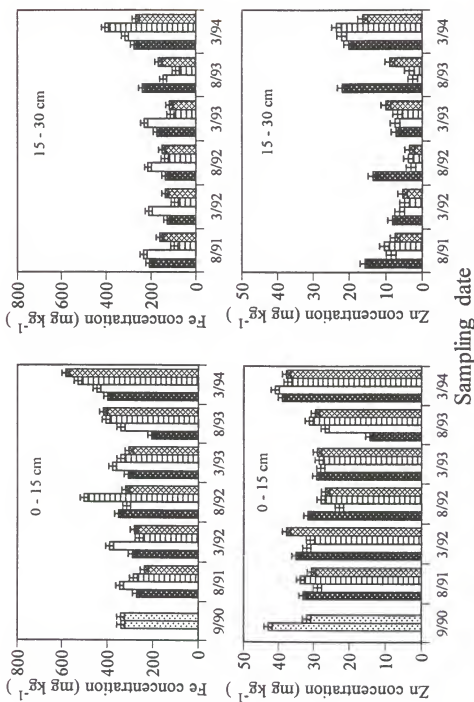 0 - 15 cm
Fe concentration (mg kg⁻¹)
800
600
400
200
0
9/90 8/91 3/92 8/92 3/93 8/93 3/94
15 - 30 cm
Fe concentration (mg kg⁻¹)
800
600
400
200
0
8/91 3/92 8/92 3/93 8/93 3/94
0 - 15 cm
Zn concentration (mg kg⁻¹)
50
40
30
20
10
0
9/90 8/91 3/92 8/92 3/93 8/93 3/94
15 - 30 cm
Zn concentration (mg kg⁻¹)
50
40
30
20
10
0
8/91 3/92 8/92 3/93 8/93 3/94
Sampling date